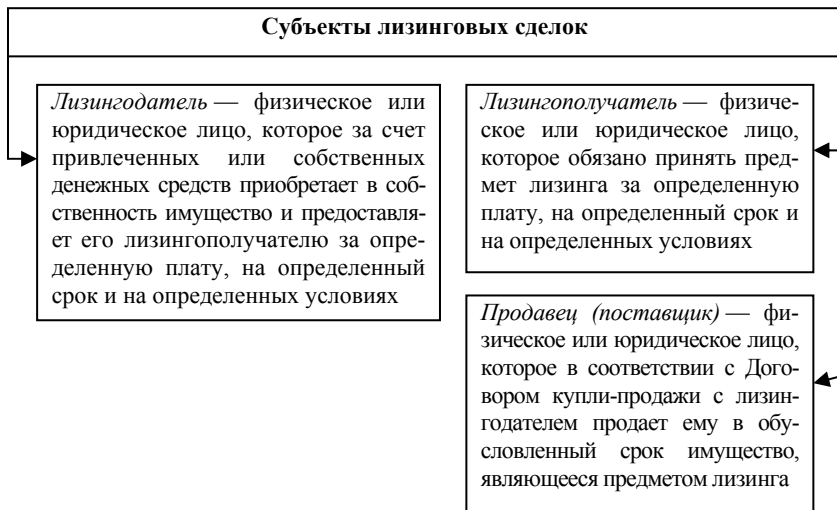 Субъекты лизинговых сделок
Лизингодатель — физическое или
юридическое лицо, которое за счет
привлеченных или собственных
денежных средств приобретает в соб-
ственность имущество и предоставля-
ет его лизингополучателю за опре-
деленную плату, на определенный
срок и на определенных условиях
Лизингополучатель — физиче-
ское или юридическое лицо,
которое обязано принять пред-
мет лизинга за определенную
плату, на определенный срок и
на определенных условиях
Продавец (поставщик) — фи-
зическое или юридическое лицо,
которое в соответствии с Дого-
вором купли-продажи с лизин-
годателем продает ему в обу-
словленный срок имущество,
являющееся предметом лизинга